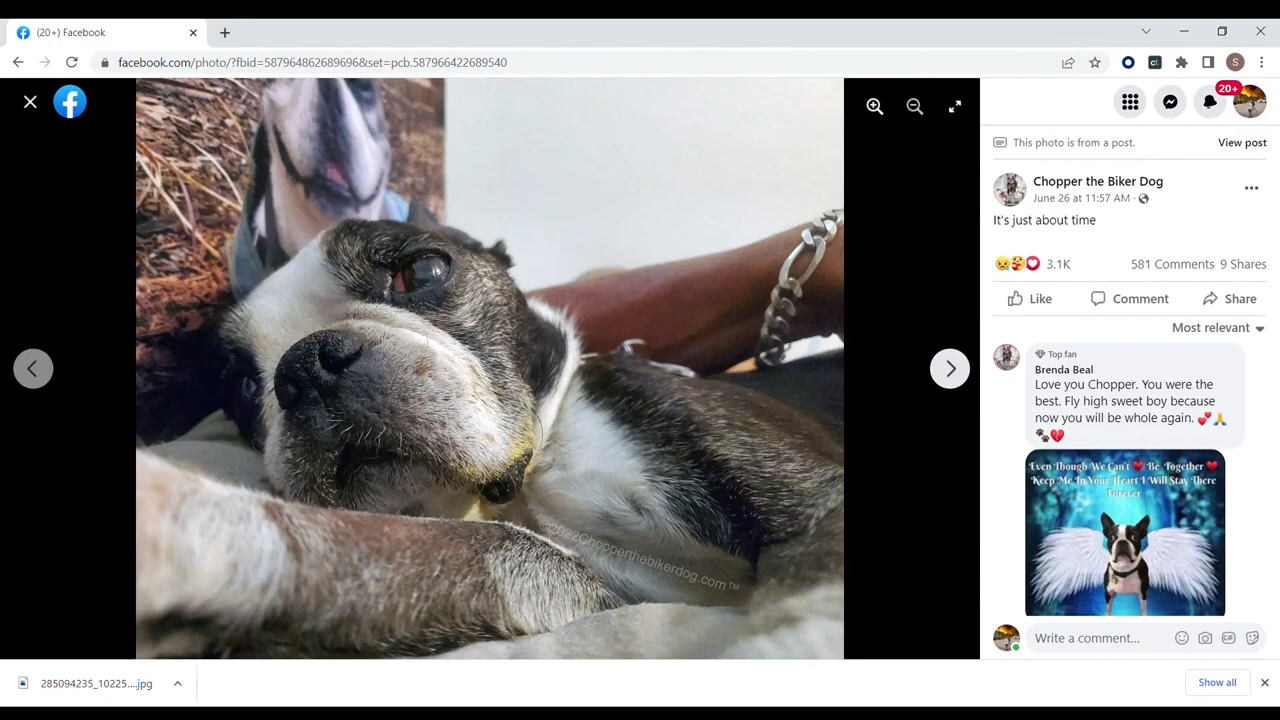 (20+) Facebook
facebook.com/photo/?fbid=587964862689696&set=pcb.587966422689540
S
20+
This photo is from a post.
View post
Chopper the Biker Dog
June 26 at 11:57 AM ·
It's just about time
3.1K
581 Comments 9 Shares
Like
Comment
Share
Most relevant
Top fan
Brenda Beal
Love you Chopper. You were the
best. Fly high sweet boy because
now you will be whole again. 💕🙏
🐾💔
Even Though We Can't ❤ Be Together ❤
Keep Me In Your Heart I Will Stay There
Forever
©2022Chopperthebikerdog.com™
Write a comment...
GIF
285094235_10225....jpg
Show all